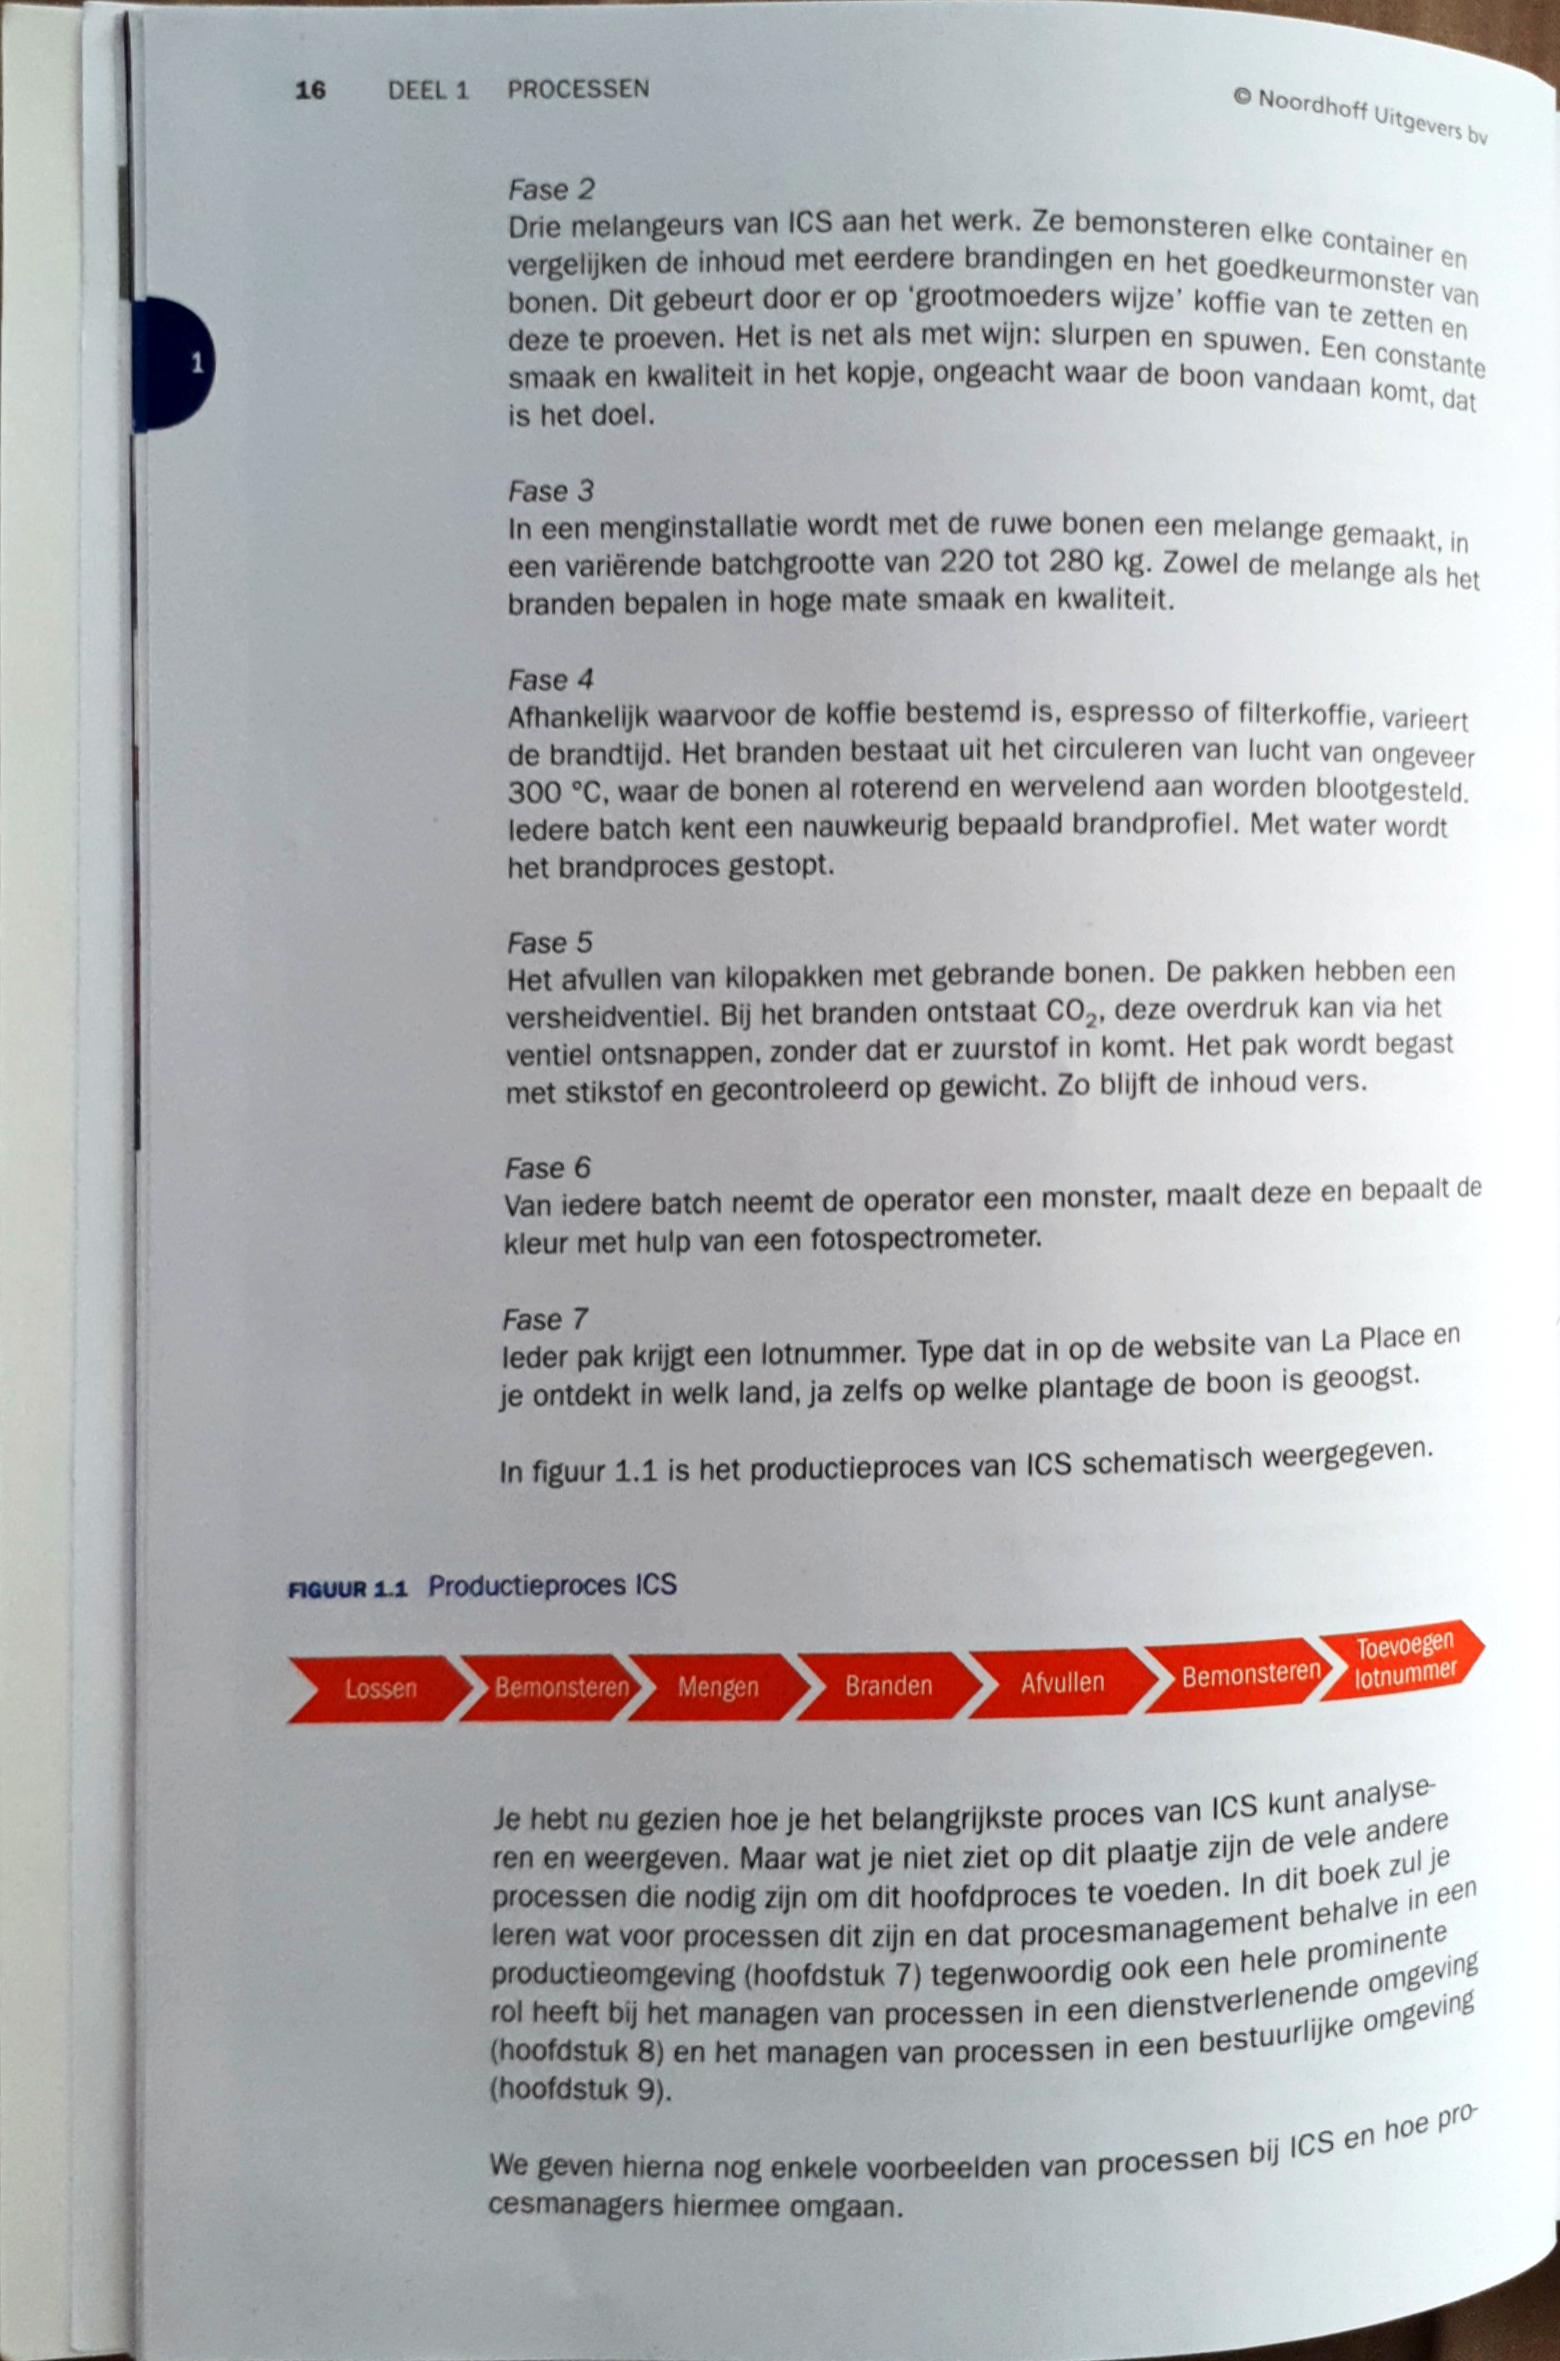 16 DEEL 1 PROCESSEN
© Noordhoff Uitgevers bv
1
Fase 2
Drie melangeurs van ICS aan het werk. Ze bemonsteren elke container en
vergelijken de inhoud met eerdere brandingen en het goedkeurmonster van
bonen. Dit gebeurt door er op 'grootmoeders wijze' koffie van te zetten en
deze te proeven. Het is net als met wijn: slurpen en spuwen. Een constante
smaak en kwaliteit in het kopje, ongeacht waar de boon vandaan komt, dat
is het doel.
Fase 3
In een menginstallatie wordt met de ruwe bonen een melange gemaakt, in
een variërende batchgrootte van 220 tot 280 kg. Zowel de melange als het
branden bepalen in hoge mate smaak en kwaliteit.
Fase 4
Afhankelijk waarvoor de koffie bestemd is, espresso of filterkoffie, varieert
de brandtijd. Het branden bestaat uit het circuleren van lucht van ongeveer
300 °C, waar de bonen al roterend en wervelend aan worden blootgesteld.
Iedere batch kent een nauwkeurig bepaald brandprofiel. Met water wordt
het brandproces gestopt.
Fase 5
Het afvullen van kilopakken met gebrande bonen. De pakken hebben een
versheidventiel. Bij het branden ontstaat CO₂, deze overdruk kan via het
ventiel ontsnappen, zonder dat er zuurstof in komt. Het pak wordt begast
met stikstof en gecontroleerd op gewicht. Zo blijft de inhoud vers.
Fase 6
Van iedere batch neemt de operator een monster, maalt deze en bepaalt de
kleur met hulp van een fotospectrometer.
Fase 7
Ieder pak krijgt een lotnummer. Type dat in op de website van La Place en
je ontdekt in welk land, ja zelfs op welke plantage de boon is geoogst.
In figuur 1.1 is het productieproces van ICS schematisch weergegeven.
FIGUUR 1.1 Productieproces ICS
Lossen
Bemonsteren
Mengen
Branden
Afvullen
Bemonsteren
Toevoegen
lotnummer
Je hebt nu gezien hoe je het belangrijkste proces van ICS kunt analyse-
ren en weergeven. Maar wat je niet ziet op dit plaatje zijn de vele andere
processen die nodig zijn om dit hoofdproces te voeden. In dit boek zul je
leren wat voor processen dit zijn en dat procesmanagement behalve in een
productieomgeving (hoofdstuk 7) tegenwoordig ook een hele prominente
rol heeft bij het managen van processen in een dienstverlenende omgeving
(hoofdstuk 8) en het managen van processen in een bestuurlijke omgeving
(hoofdstuk 9).
We geven hierna nog enkele voorbeelden van processen bij ICS en hoe pro-
cesmanagers hiermee omgaan.